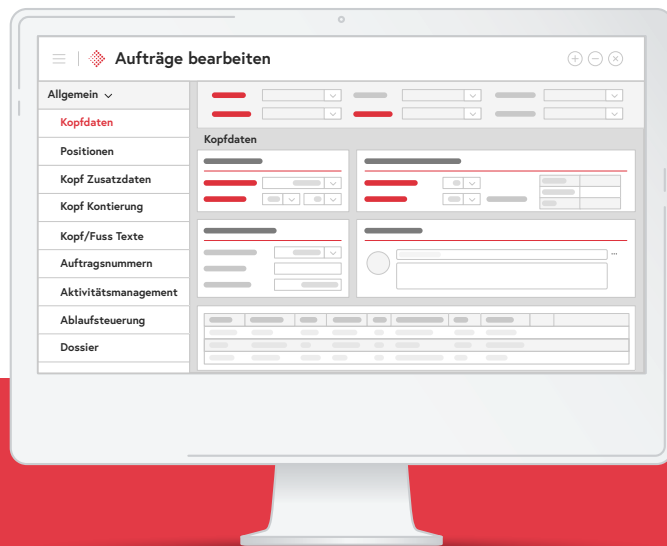 Aufträge bearbeiten
Allgemein
Kopfdaten
Positionen
Kopf Zusatzdaten
Kopf Kontierung
Kopf/Fuss Texte
Auftragsnummern
Aktivitätsmanagement
Ablaufsteuerung
Dossier
Kopfdaten